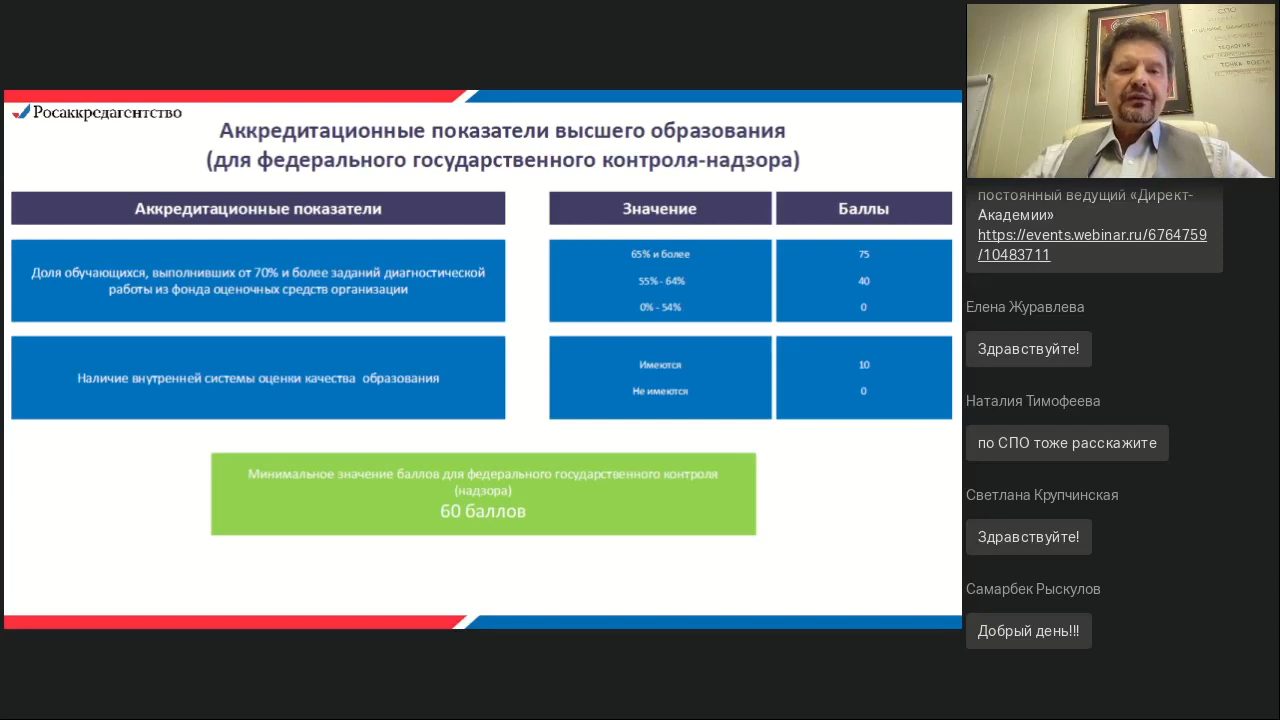 Росаккредагентство
Аккредитационные показатели высшего образования
(для федерального государственного контроля-надзора)
Аккредитационные показатели
Значение
Баллы
Доля обучающихся, выполнивших от 70% и более заданий диагностической
работы из фонда оценочных средств организации
65% и более
75
55% - 64%
40
0% - 54%
0
Наличие внутренней системы оценки качества образования
Имеются
10
Не имеются
0
Минимальное значение баллов для федерального государственного контроля
(надзора)
60 баллов
СПО
ТЕОЛОГИЯ
ТОЧКА РОСТА
постоянный ведущий «Директ-
Академии»
https://events.webinar.ru/6764759
/10483711
Елена Журавлева
Здравствуйте!
Наталия Тимофеева
по СПО тоже расскажите
Светлана Крупчинская
Здравствуйте!
Самарбек Рыскулов
Добрый день!!!